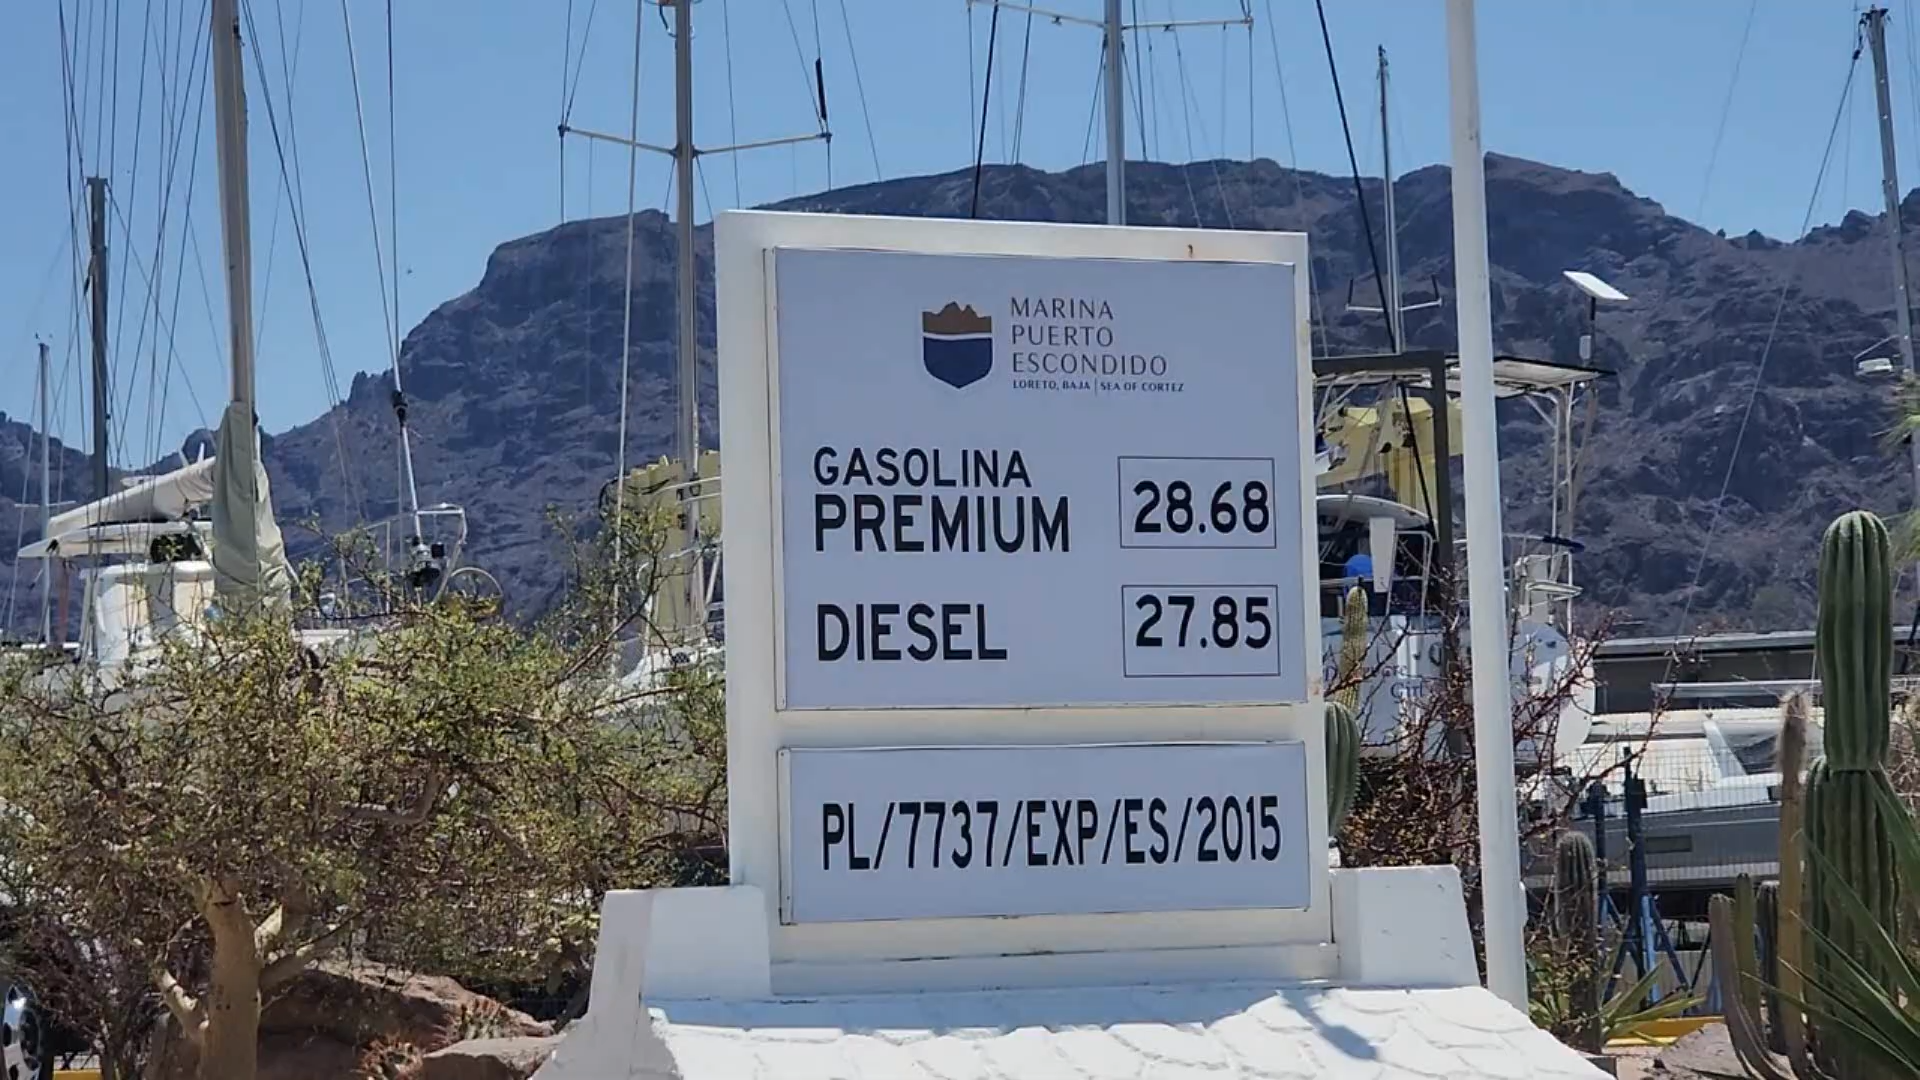 MARINA
PUERTO
ESCONDIDO
LORETO, BAJA | SEA OF CORTEZ
GASOLINA
PREMIUM 28.68
DIESEL 27.85
PL/7737/EXP/ES/2015